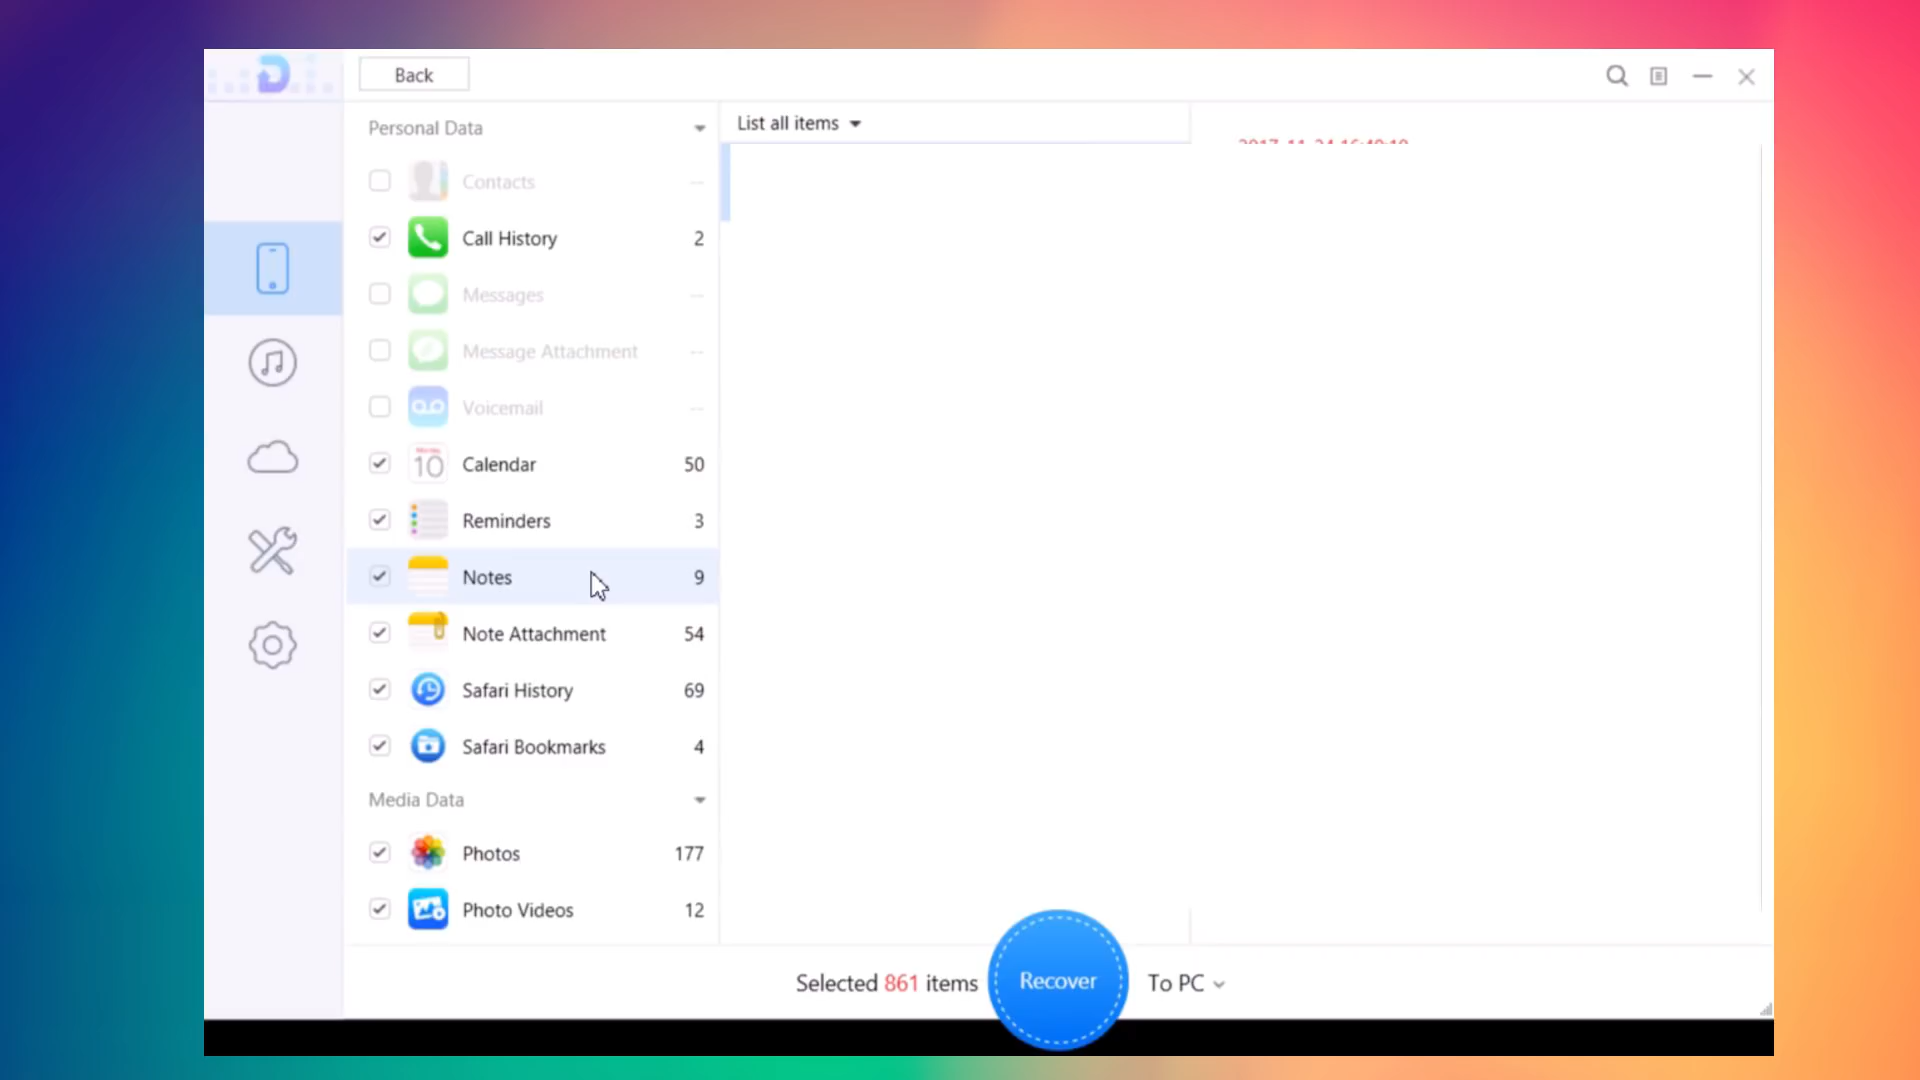 Back
Personal Data
Contacts --
Call History 2
Messages --
Message Attachment --
Voicemail --
10 Calendar 50
Reminders 3
Notes 9
Note Attachment 54
Safari History 69
Safari Bookmarks 4
Media Data
Photos 177
Photo Videos 12
List all items
Selected 861 items
Recover
To PC